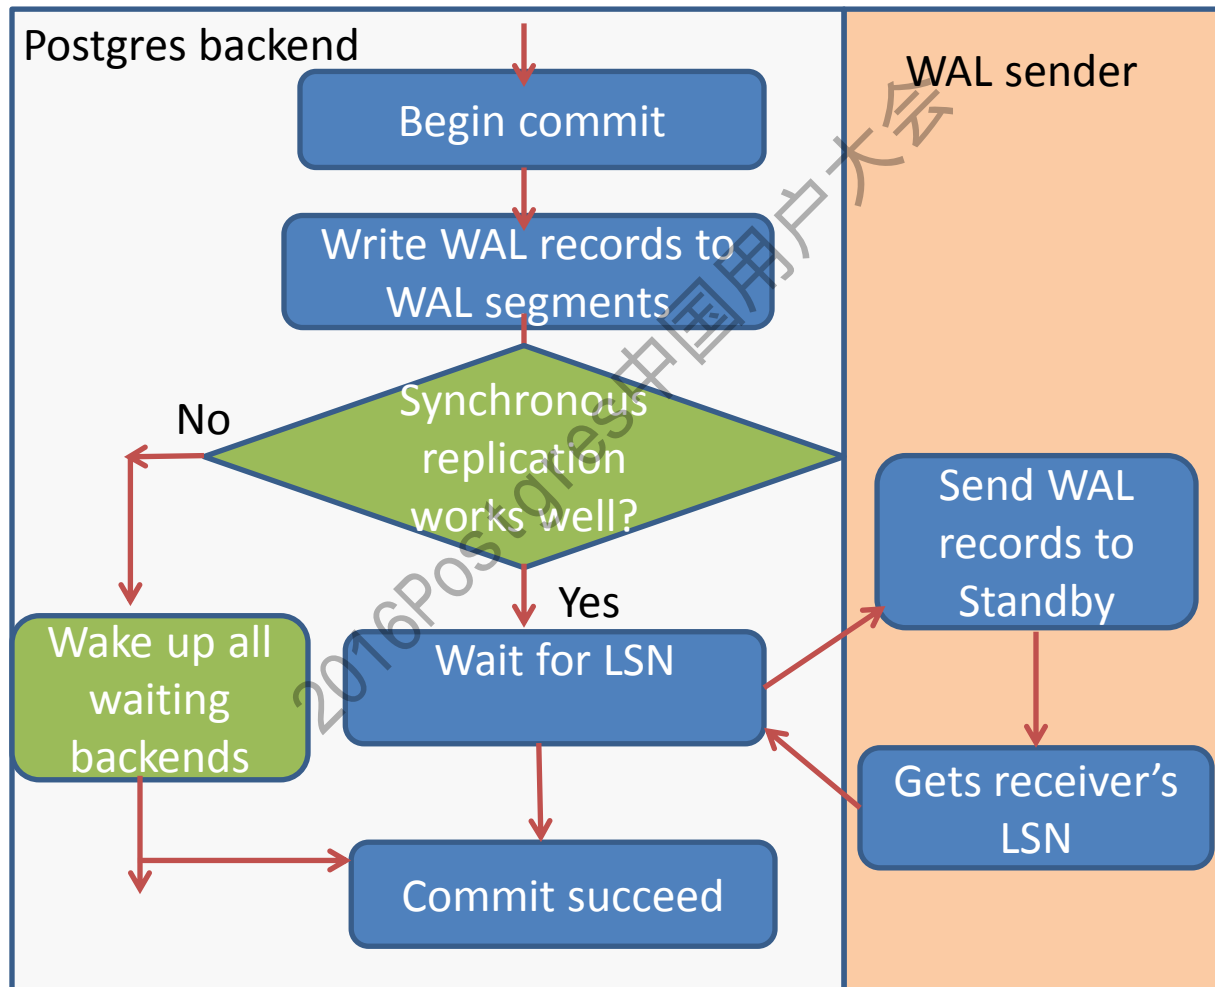 Postgres backend
WAL sender
Begin commit
Write WAL records to
WAL segments
Synchronous
replication
works well?
No
Yes
Send WAL
records to
Standby
Wake up all
waiting
backends
Wait for LSN
Gets receiver’s
LSN
Commit succeed
2016Postgres中国用户大会